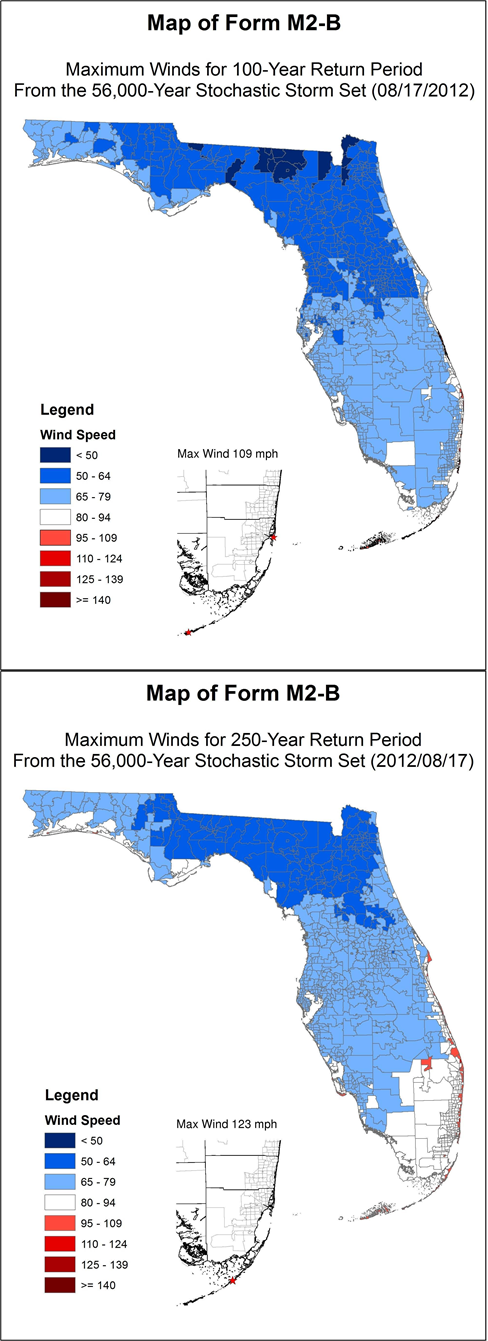 Map of Form M2-B
Maximum Winds for 100-Year Return Period
From the 56,000-Year Stochastic Storm Set (08/17/2012)
Legend
Wind Speed
< 50
50 - 64
65 - 79
80 - 94
95 - 109
110 - 124
125 - 139
>= 140
Max Wind 109 mph
Map of Form M2-B
Maximum Winds for 250-Year Return Period
From the 56,000-Year Stochastic Storm Set (2012/08/17)
Legend
Wind Speed
< 50
50 - 64
65 - 79
80 - 94
95 - 109
110 - 124
125 - 139
>= 140
Max Wind 123 mph